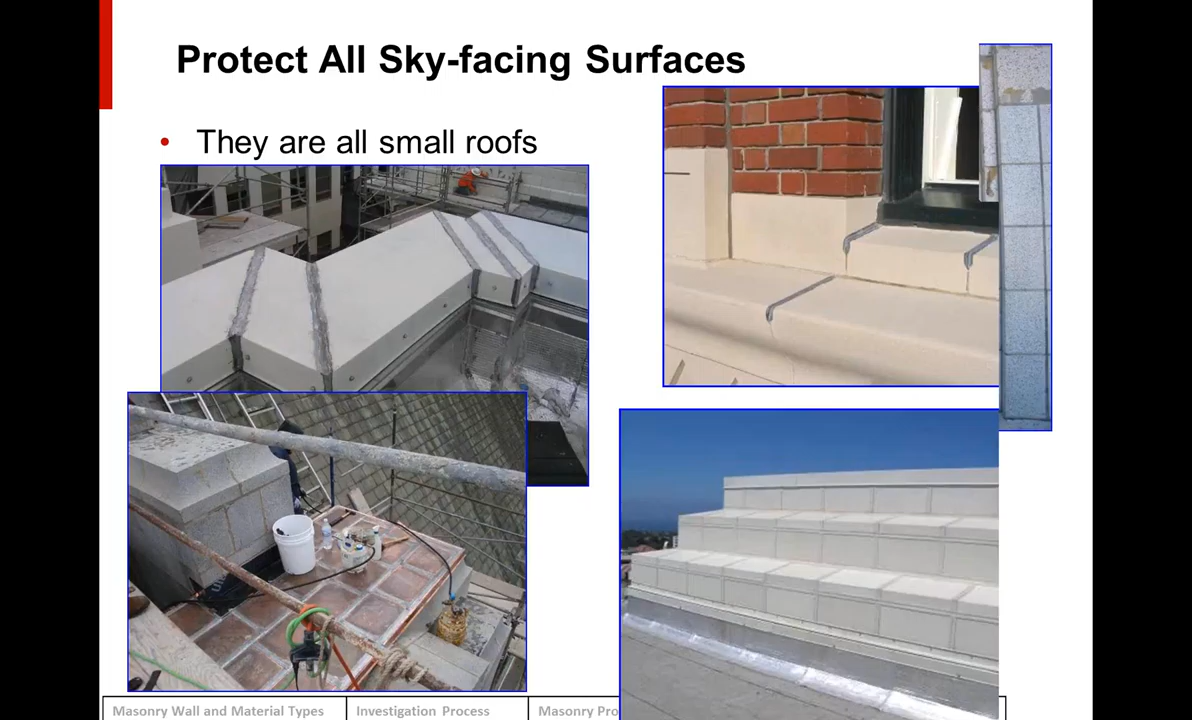 Protect All Sky-facing Surfaces
• They are all small roofs
Masonry Wall and Material Types
Investigation Process
Masonry Pro